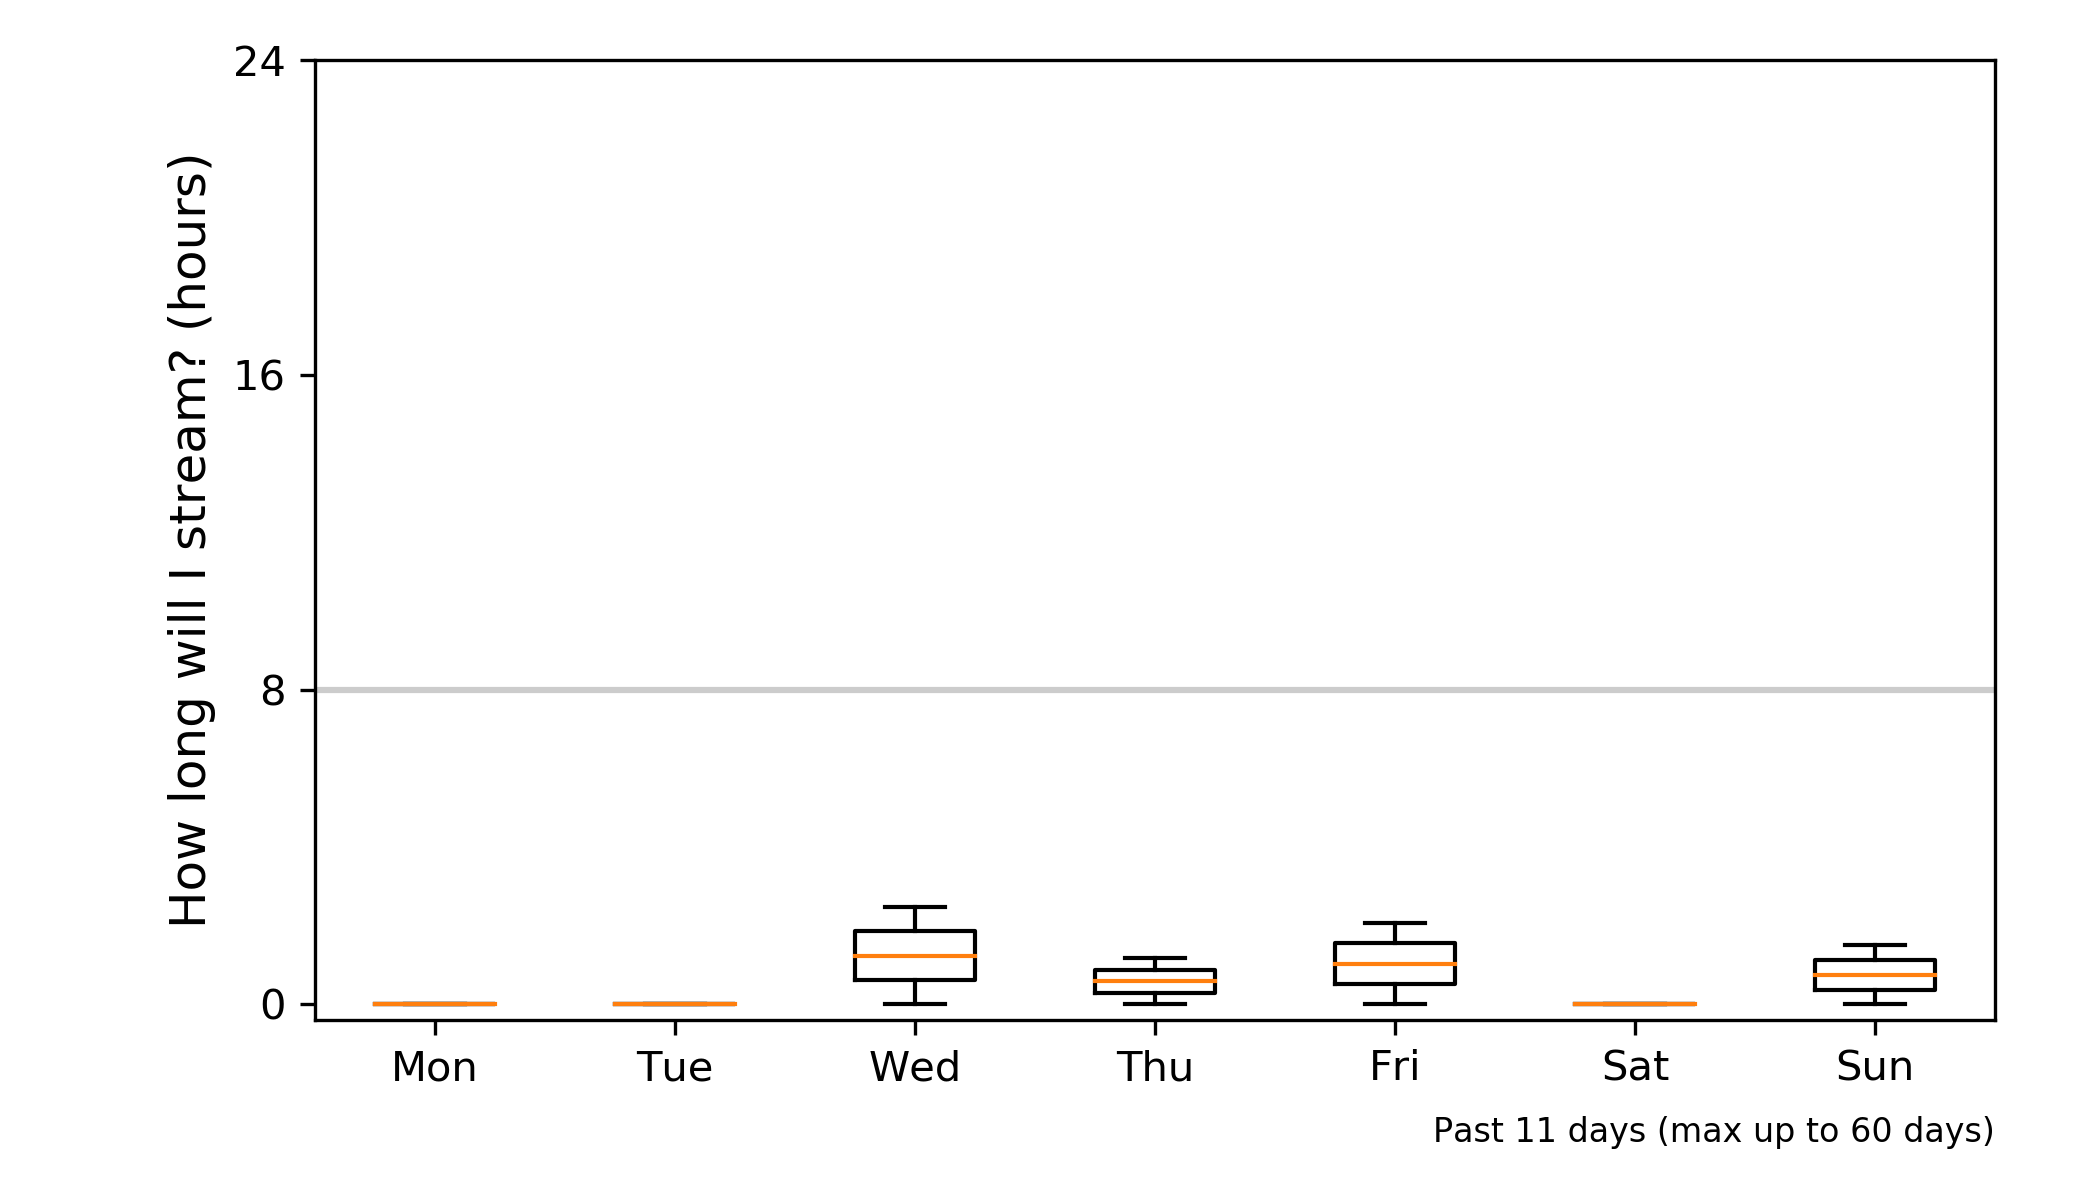 How long will I stream? (hours)
24
16
8
0
Mon Tue Wed Thu Fri Sat Sun
Past 11 days (max up to 60 days)